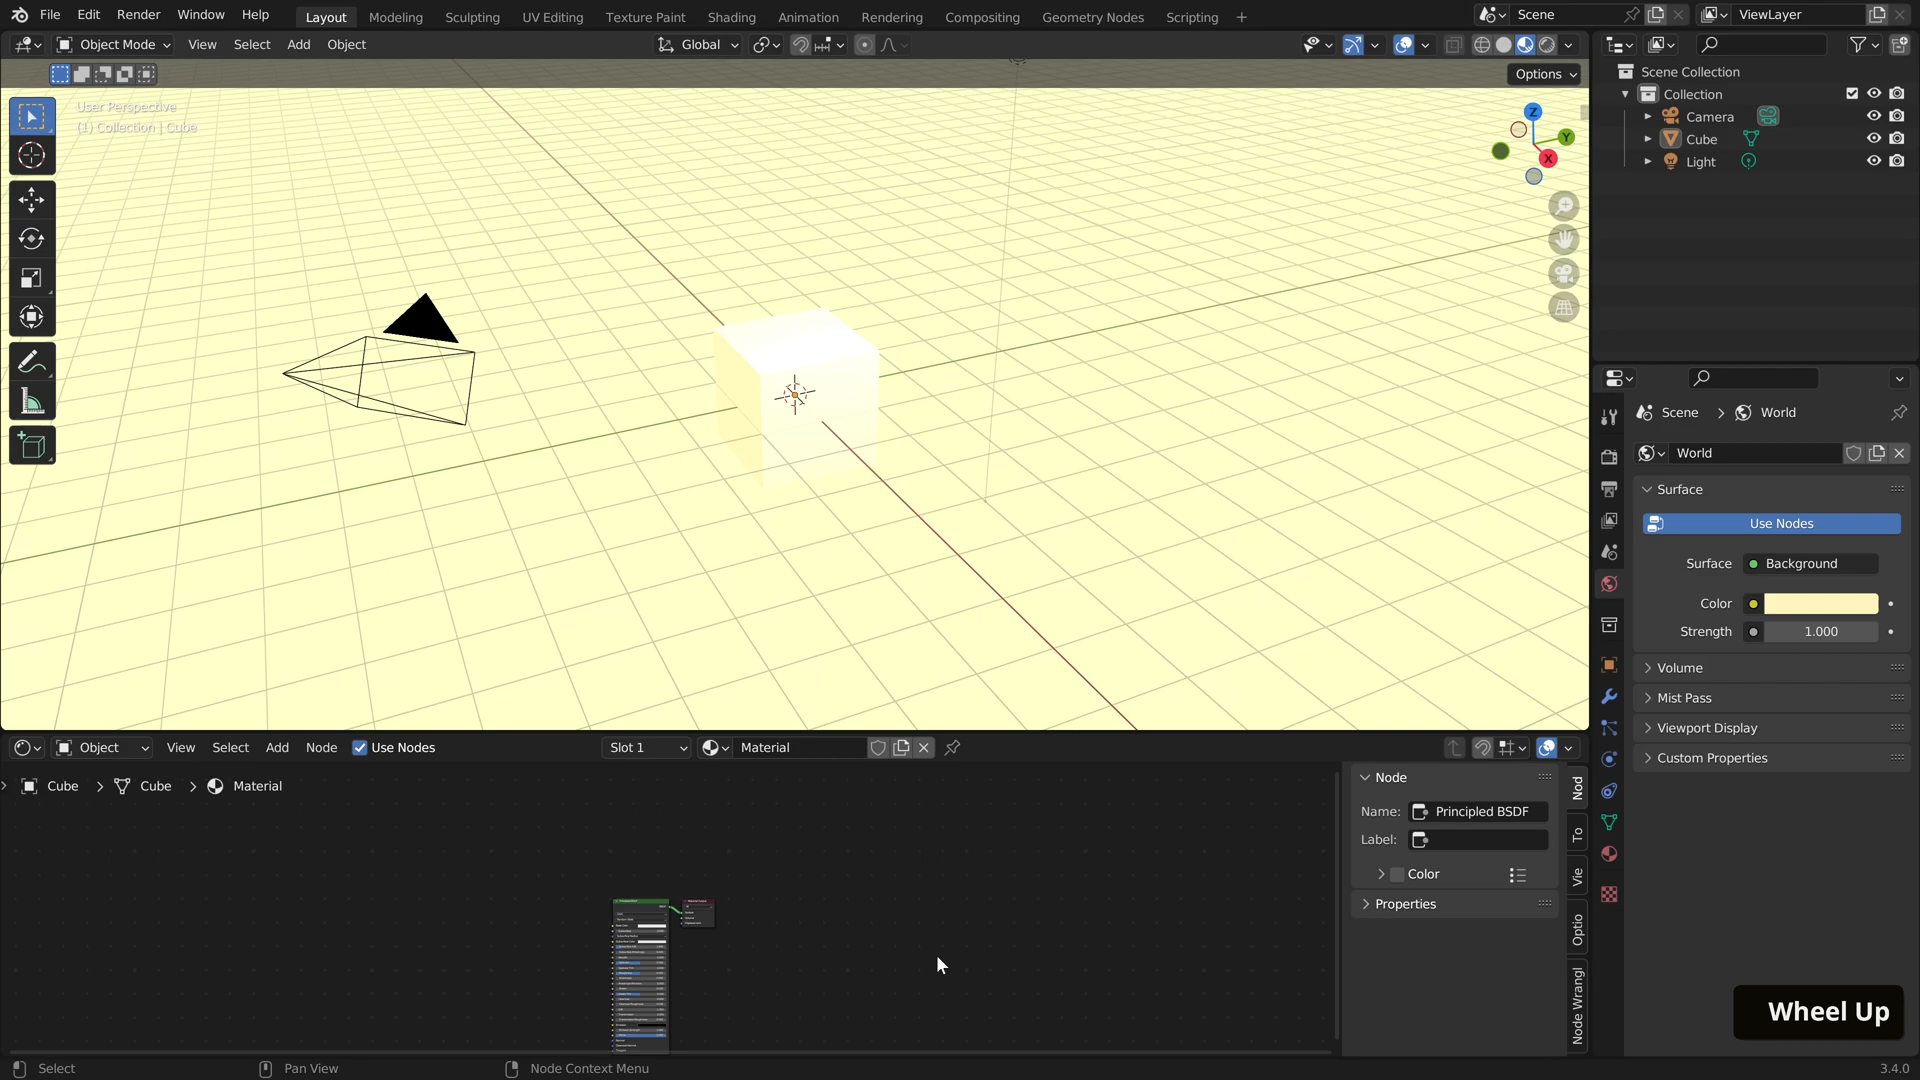 File Edit Render Window Help
Layout Modeling Sculpting UV Editing Texture Paint Shading Animation Rendering Compositing Geometry Nodes Scripting +
Scene
ViewLayer
Object Mode View Select Add Object
Global
Options
User Perspective
(1) Collection | Cube
Z
Y
X
Scene Collection
Collection
Camera
Cube
Light
Scene > World
World
Surface
Use Nodes
Surface Background
Color
Strength 1.000
Volume
Mist Pass
Viewport Display
Custom Properties
Object View Select Add Node Use Nodes
Slot 1
Material
Cube > Cube > Material
Node
Name: Principled BSDF
Label:
Color
Properties
Nod
To
Vie
Optio
Node Wrangl
Wheel Up
Select
Pan View
Node Context Menu
3.4.0